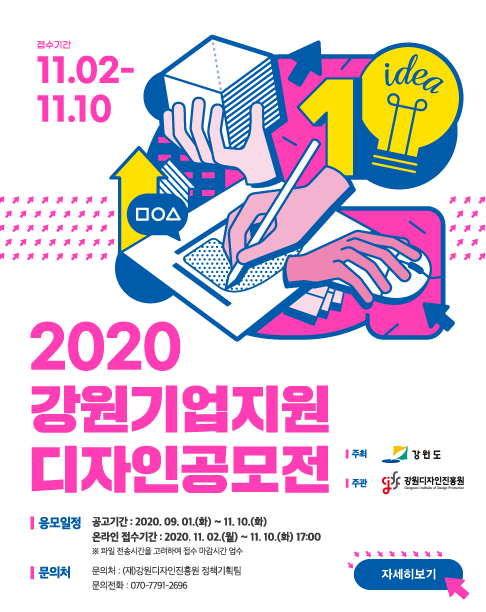 접수기간
11.02-
11.10
idea
1
2020
강원기업지원
디자인공모전
주최 강원도
주관 강원디자인진흥원
Gangwon Institute of Design Promotion
응모일정 공고기간 : 2020. 09. 01.(화) ~ 11. 10.(화)
온라인 접수기간 : 2020. 11. 02.(월) ~ 11. 10.(화) 17:00
※ 파일 전송시간을 고려하여 접수 마감시간 엄수
문의처 문의처 : (재)강원디자인진흥원 정책기획팀
문의전화 : 070-7791-2696
자세히보기